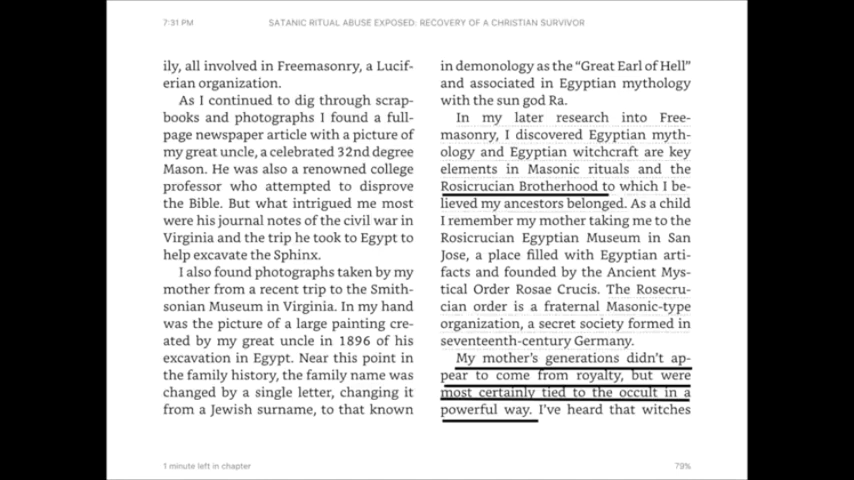 7:31 PM
SATANIC RITUAL ABUSE EXPOSED: RECOVERY OF A CHRISTIAN SURVIVOR
ily, all involved in Freemasonry, a Lucif-
erian organization.
As I continued to dig through scrap-
books and photographs I found a full-
page newspaper article with a picture of
my great uncle, a celebrated 32nd degree
Mason. He was also a renowned college
professor who attempted to disprove
the Bible. But what intrigued me most
were his journal notes of the civil war in
Virginia and the trip he took to Egypt to
help excavate the Sphinx.
I also found photographs taken by my
mother from a recent trip to the Smith-
sonian Museum in Virginia. In my hand
was the picture of a large painting cre-
ated by my great uncle in 1896 of his
excavation in Egypt. Near this point in
the family history, the family name was
changed by a single letter, changing it
from a Jewish surname, to that known
in demonology as the “Great Earl of Hell”
and associated in Egyptian mythology
with the sun god Ra.
In my later research into Free-
masonry, I discovered Egyptian myth-
ology and Egyptian witchcraft are key
elements in Masonic rituals and the
Rosicrucian Brotherhood to which I be-
lieved my ancestors belonged. As a child
I remember my mother taking me to the
Rosicrucian Egyptian Museum in San
Jose, a place filled with Egyptian arti-
facts and founded by the Ancient Mys-
tical Order Rosae Crucis. The Rosecru-
cian order is a fraternal Masonic-type
organization, a secret society formed in
seventeenth-century Germany.
My mother’s generations didn’t ap-
pear to come from royalty, but were
most certainly tied to the occult in a
powerful way. I’ve heard that witches
1 minute left in chapter
79%